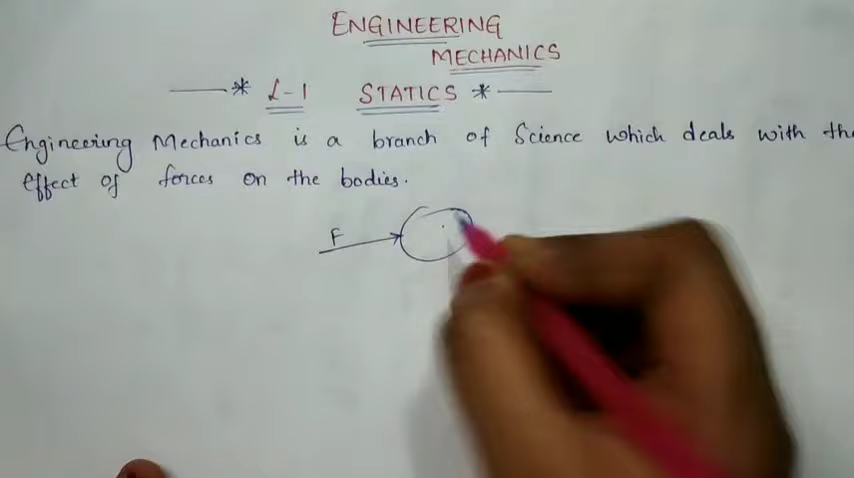 ENGINEERING
MECHANICS
* L-1 STATICS *
Engineering Mechanics is a branch of Science which deals with the
effect of forces on the bodies.
F